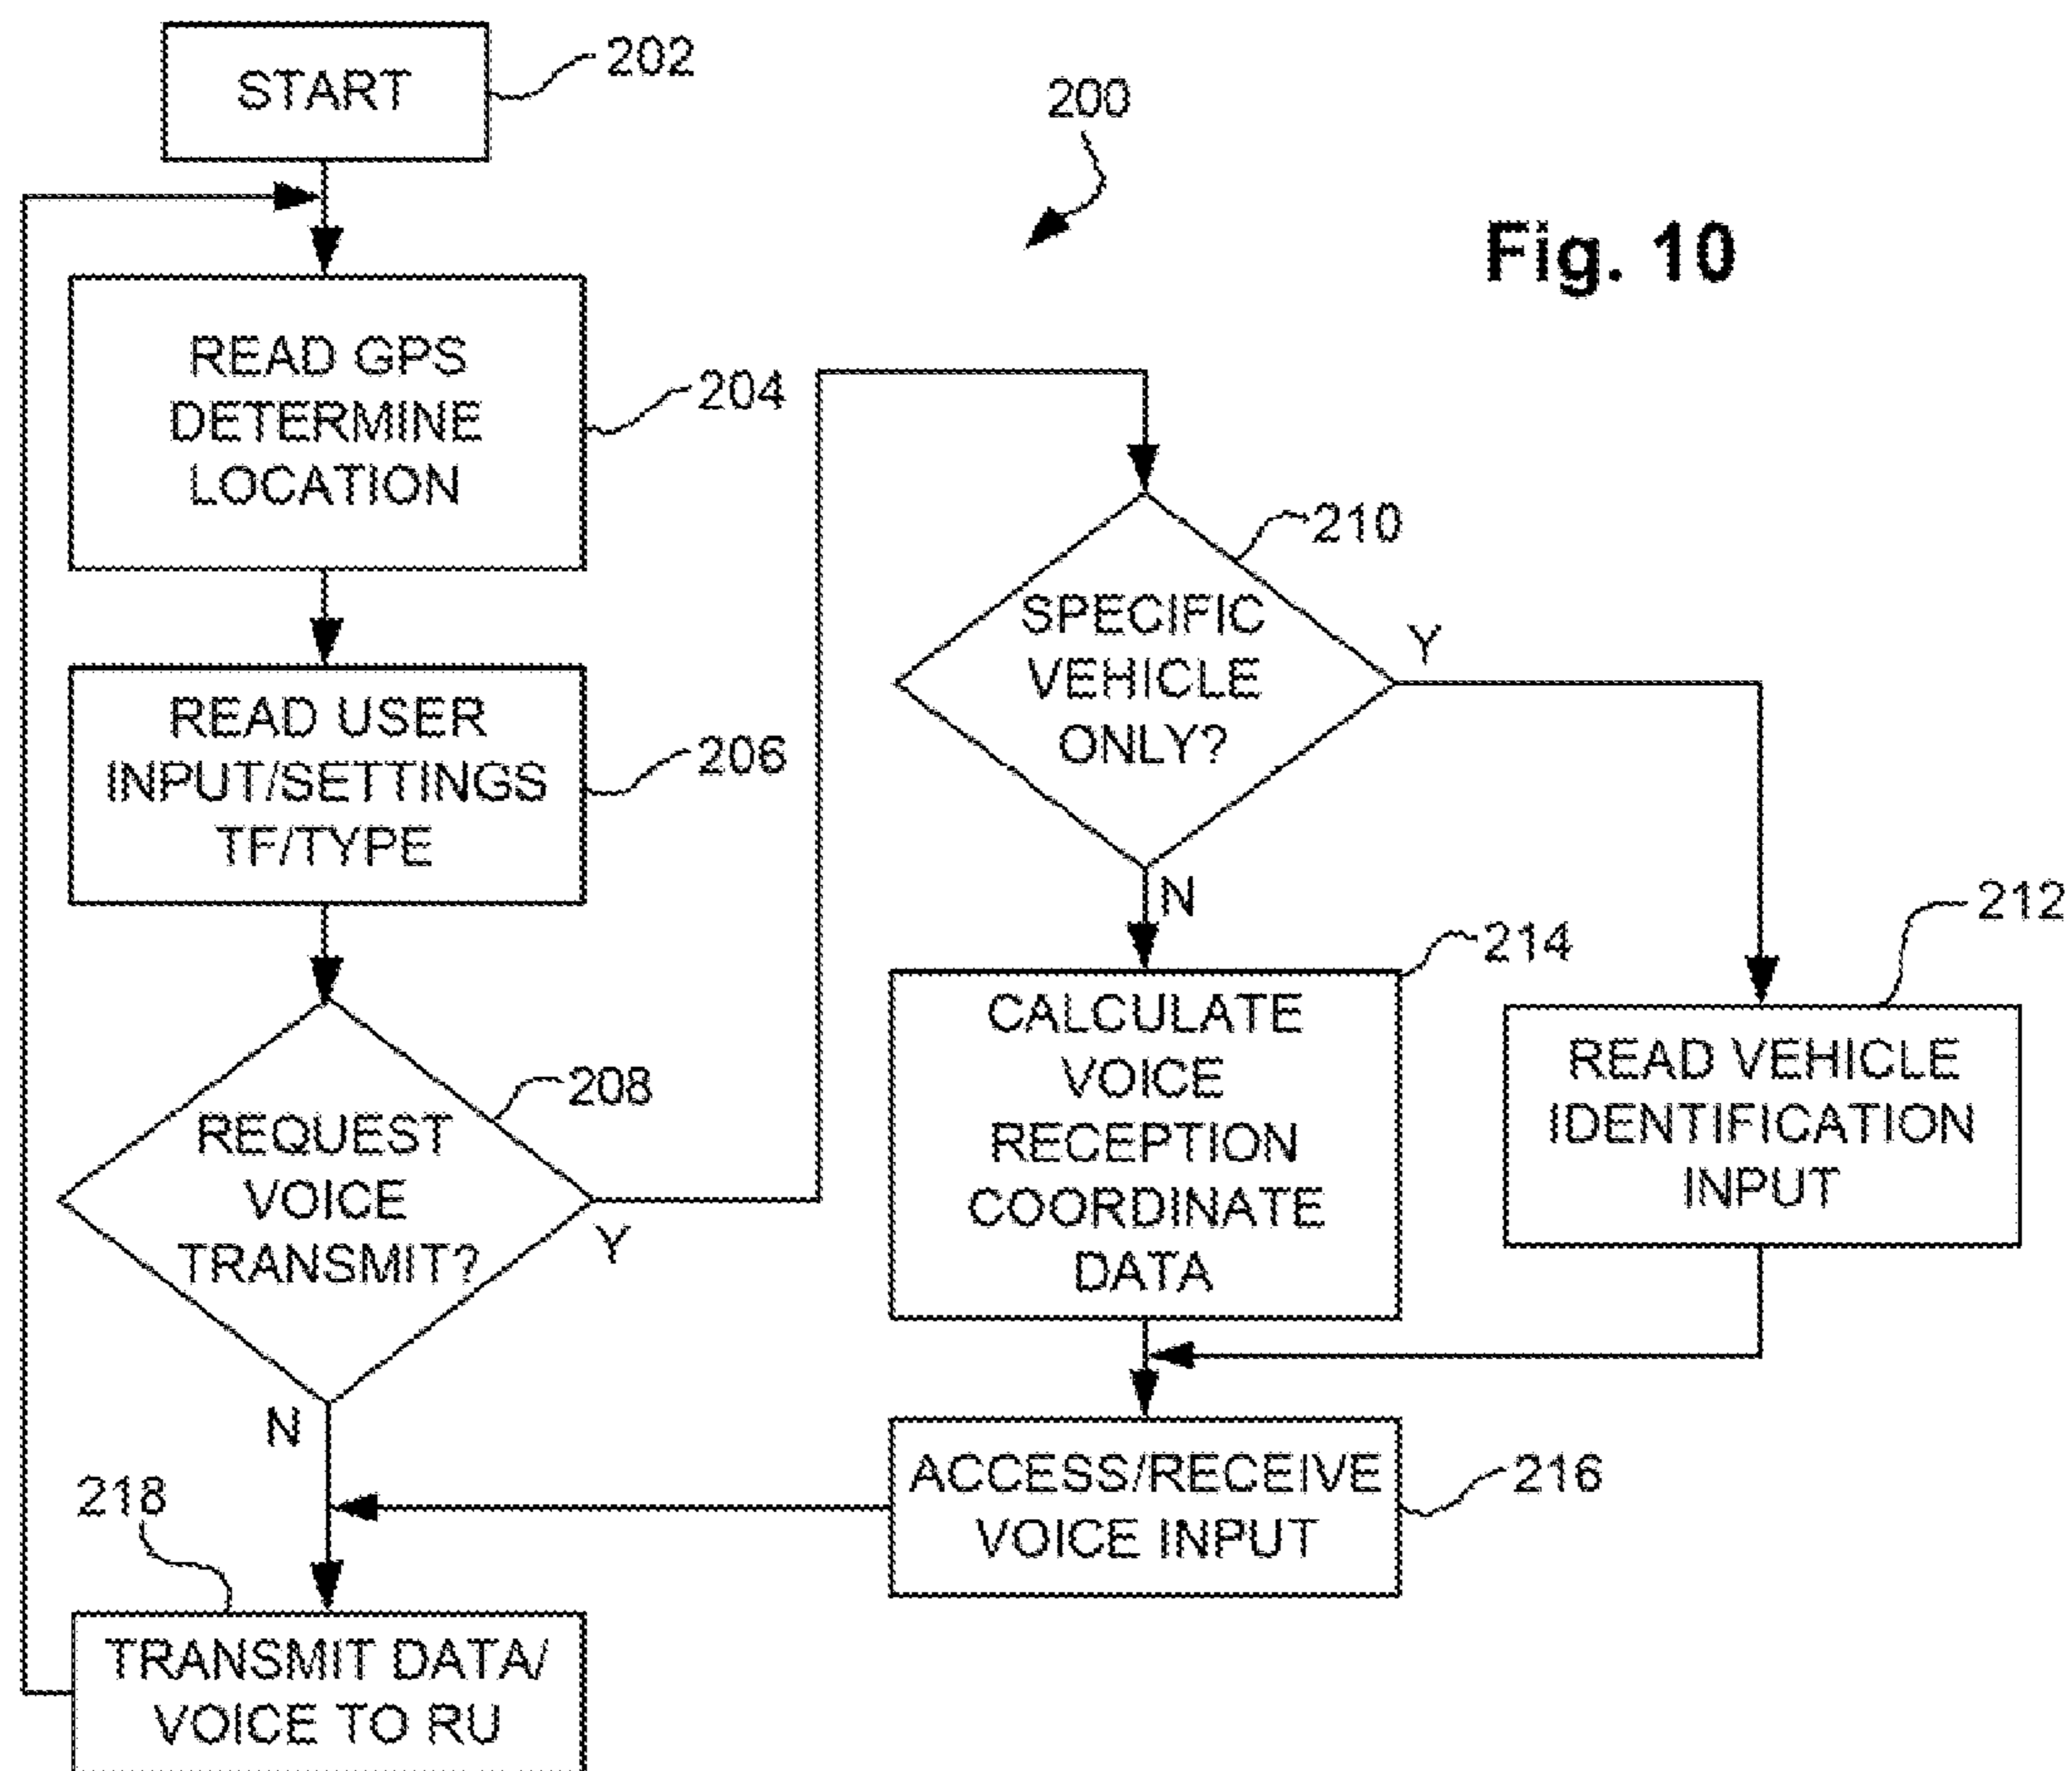 START
202
200
Fig. 10
READ GPS
DETERMINE
LOCATION
204
READ USER
INPUT/SETTINGS
TF/TYPE
206
REQUEST
VOICE
TRANSMIT?
208
Y
N
SPECIFIC
VEHICLE
ONLY?
210
Y
N
CALCULATE
VOICE
RECEPTION
COORDINATE
DATA
214
READ VEHICLE
IDENTIFICATION
INPUT
212
ACCESS/RECEIVE
VOICE INPUT
216
218
TRANSMIT DATA/
VOICE TO RU